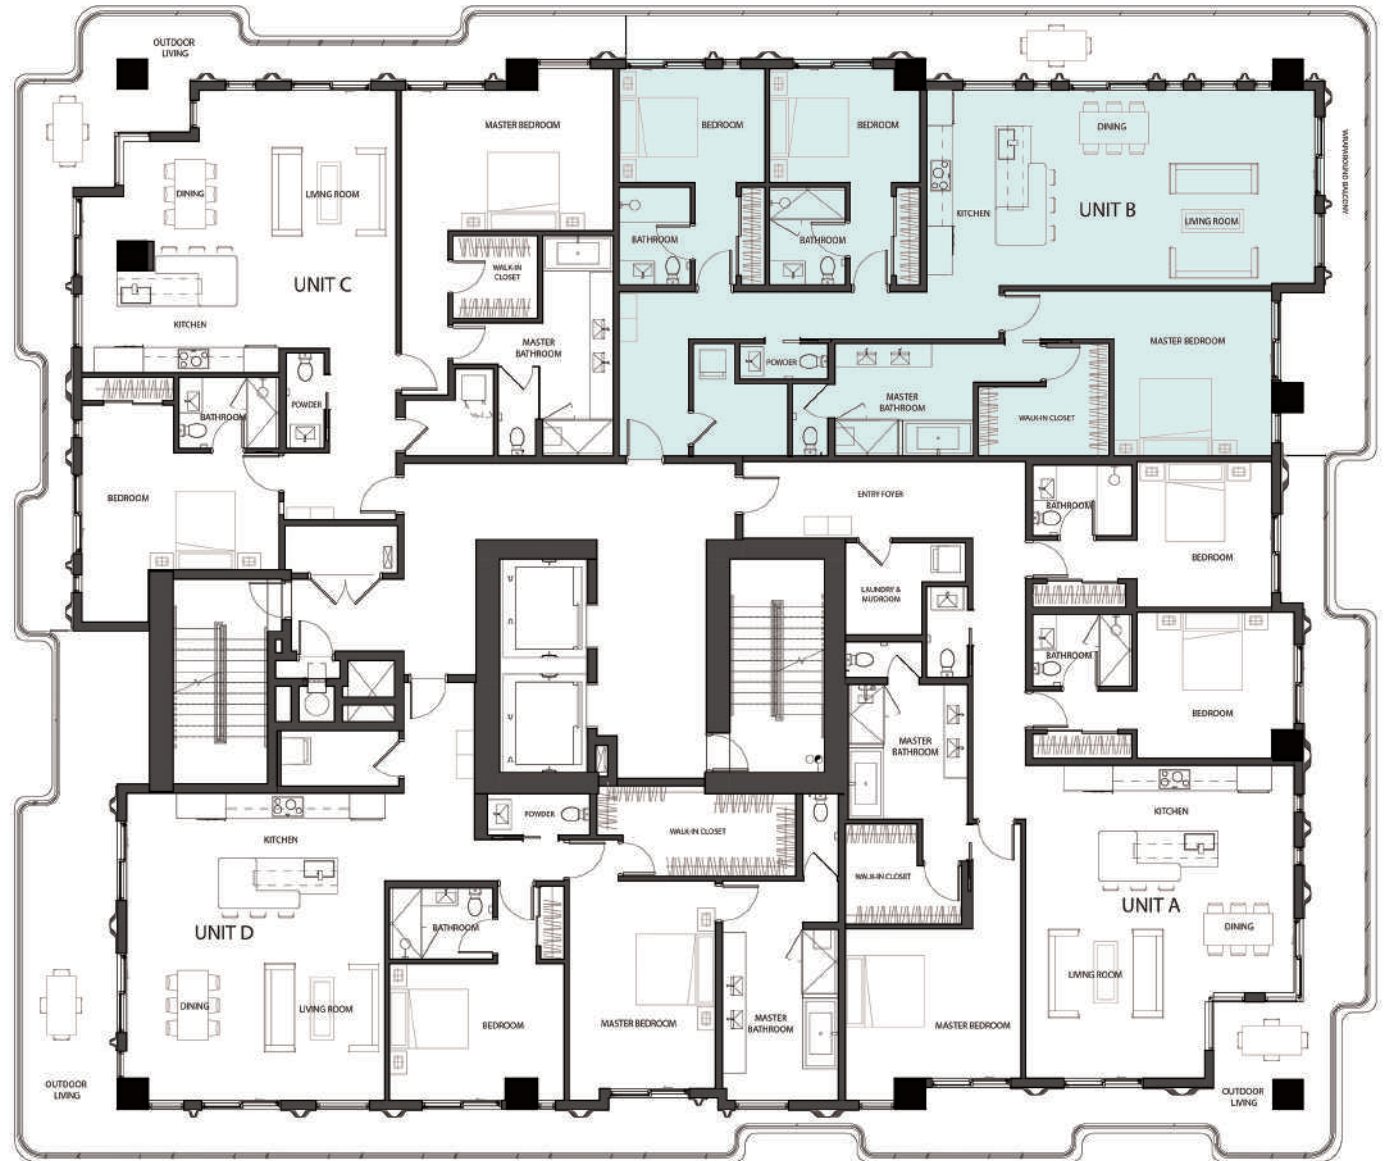 OUTDOOR
LIVING
MASTER BEDROOM
BEDROOM
BEDROOM
DINING
WRAPAROUND BALCONY
DINING
LIVING ROOM
KITCHEN
UNIT B
LIVING ROOM
BATHROOM
BATHROOM
WALK-IN
CLOSET
UNIT C
KITCHEN
MASTER
BATHROOM
POWDER
MASTER BEDROOM
BATHROOM
POWDER
MASTER
BATHROOM
WALK-IN CLOSET
BEDROOM
ENTRY FOYER
BATHROOM
BEDROOM
LAUNDRY &
MUDROOM
BATHROOM
BEDROOM
MASTER
BATHROOM
KITCHEN
KITCHEN
POWDER
WALK-IN CLOSET
WALK-IN CLOSET
UNIT A
UNIT D
BATHROOM
DINING
LIVING ROOM
DINING
LIVING ROOM
BEDROOM
MASTER BEDROOM
MASTER
BATHROOM
MASTER BEDROOM
OUTDOOR
LIVING
OUTDOOR
LIVING